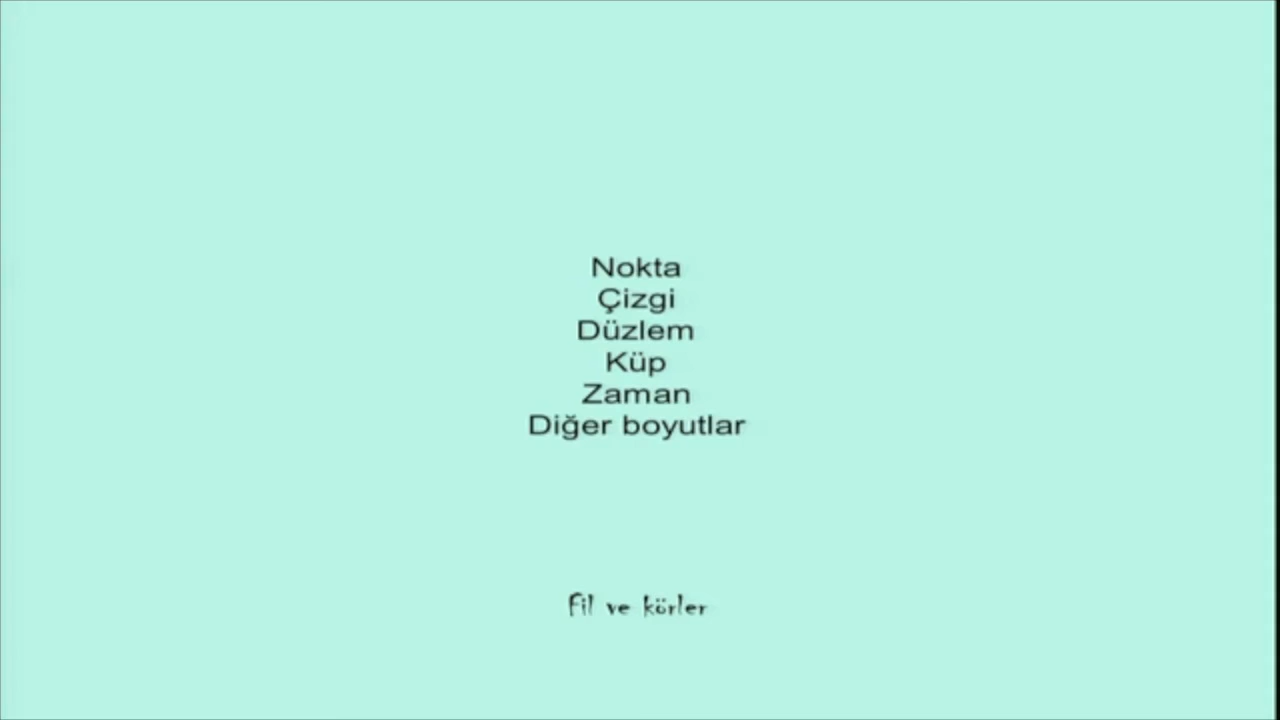 Nokta
Çizgi
Düzlem
Küp
Zaman
Diğer boyutlar
Fil ve körler